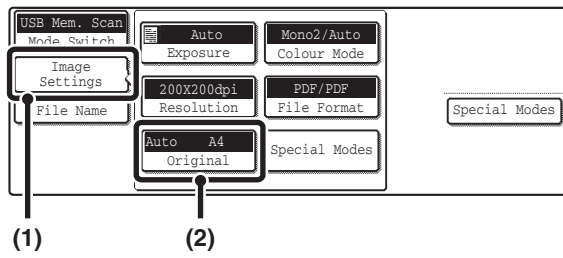 USB Mem. Scan
Mode Switch
Image
Settings
File Name
Auto
Exposure
Mono2/Auto
Colour Mode
200X200dpi
Resolution
PDF/PDF
File Format
Auto A4
Original
Special Modes
Special Modes
(1)
(2)